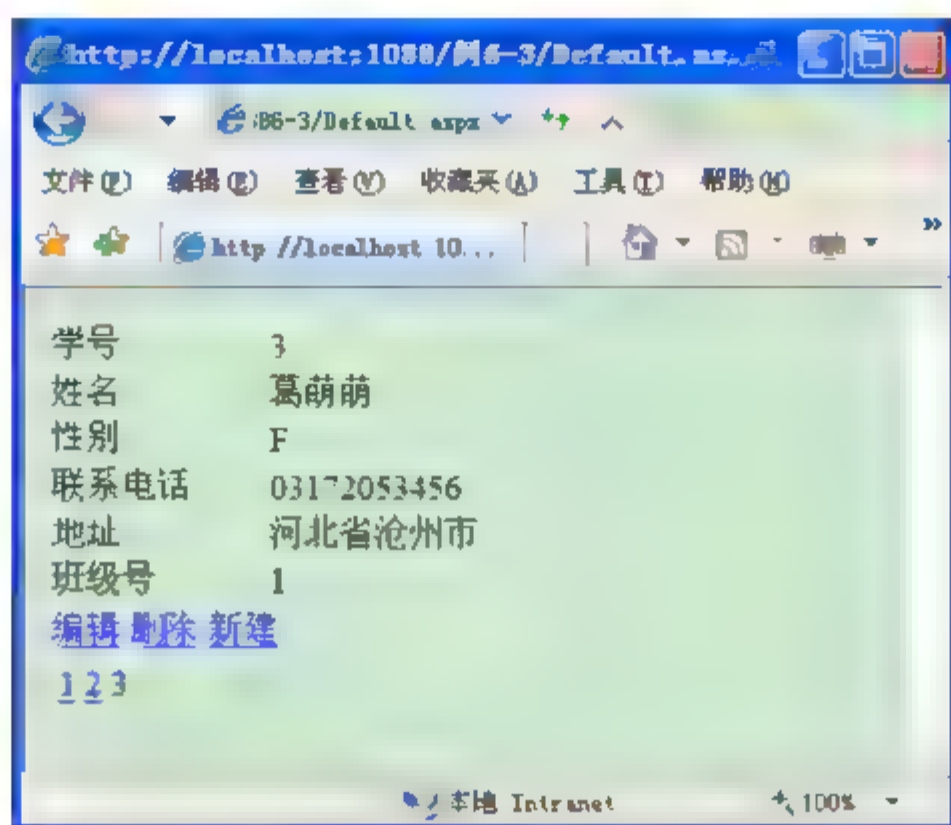 http://localhost:1080/例6-3/Default.as...
Default aspx
文件(F) 编辑(E) 查看(V) 收藏夹(A) 工具(T) 帮助(H)
http //localhost 10...
学号 3
姓名 葛萌萌
性别 F
联系电话 03172053456
地址 河北省沧州市
班级号 1
编辑 删除 新建
1 2 3
本地 Intranet 100%